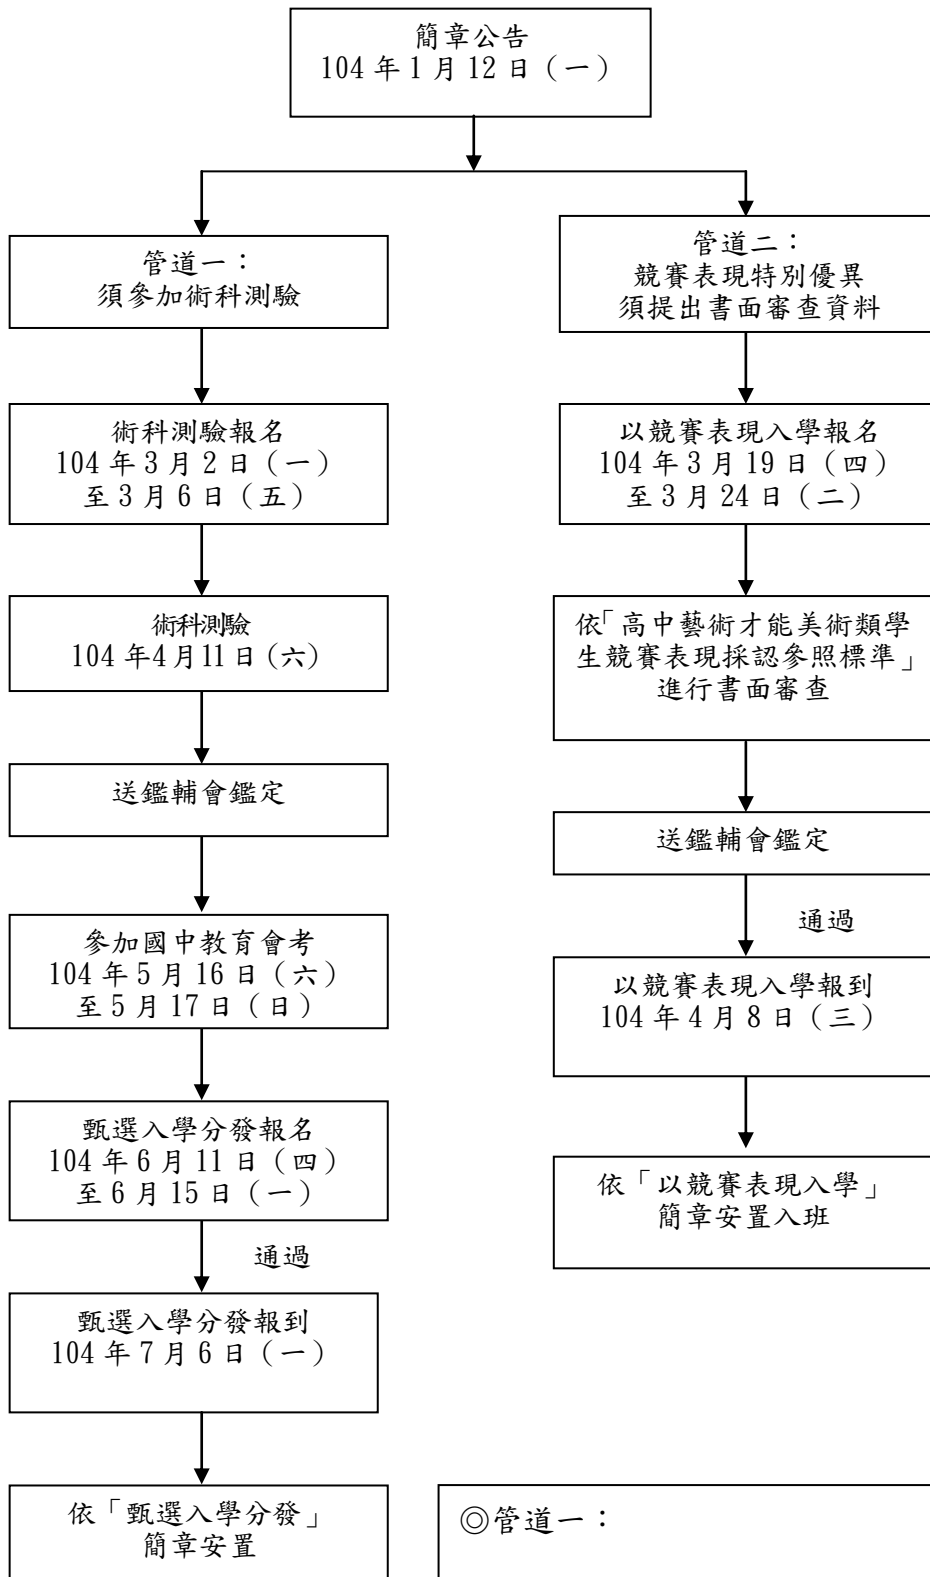 簡章公告
104 年 1 月 12 日（一）
管道一：
須參加術科測驗
術科測驗報名
104 年 3 月 2 日（一）
至 3 月 6 日（五）
術科測驗
104 年4月11日(六)
送鑑輔會鑑定
參加國中教育會考
104 年 5 月 16 日（六）
至 5 月 17 日（日）
甄選入學分發報名
104 年 6 月 11 日（四）
至 6 月 15 日（一）
通過
甄選入學分發報到
104 年 7 月 6 日（一）
依「甄選入學分發」
簡章安置
管道二：
競賽表現特別優異
須提出書面審查資料
以競賽表現入學報名
104 年 3 月 19 日（四）
至 3 月 24 日（二）
依「高中藝術才能美術類學
生競賽表現採認參照標準」
進行書面審查
送鑑輔會鑑定
通過
以競賽表現入學報到
104 年 4 月 8 日（三）
依「以競賽表現入學」
簡章安置入班
◎管道一：